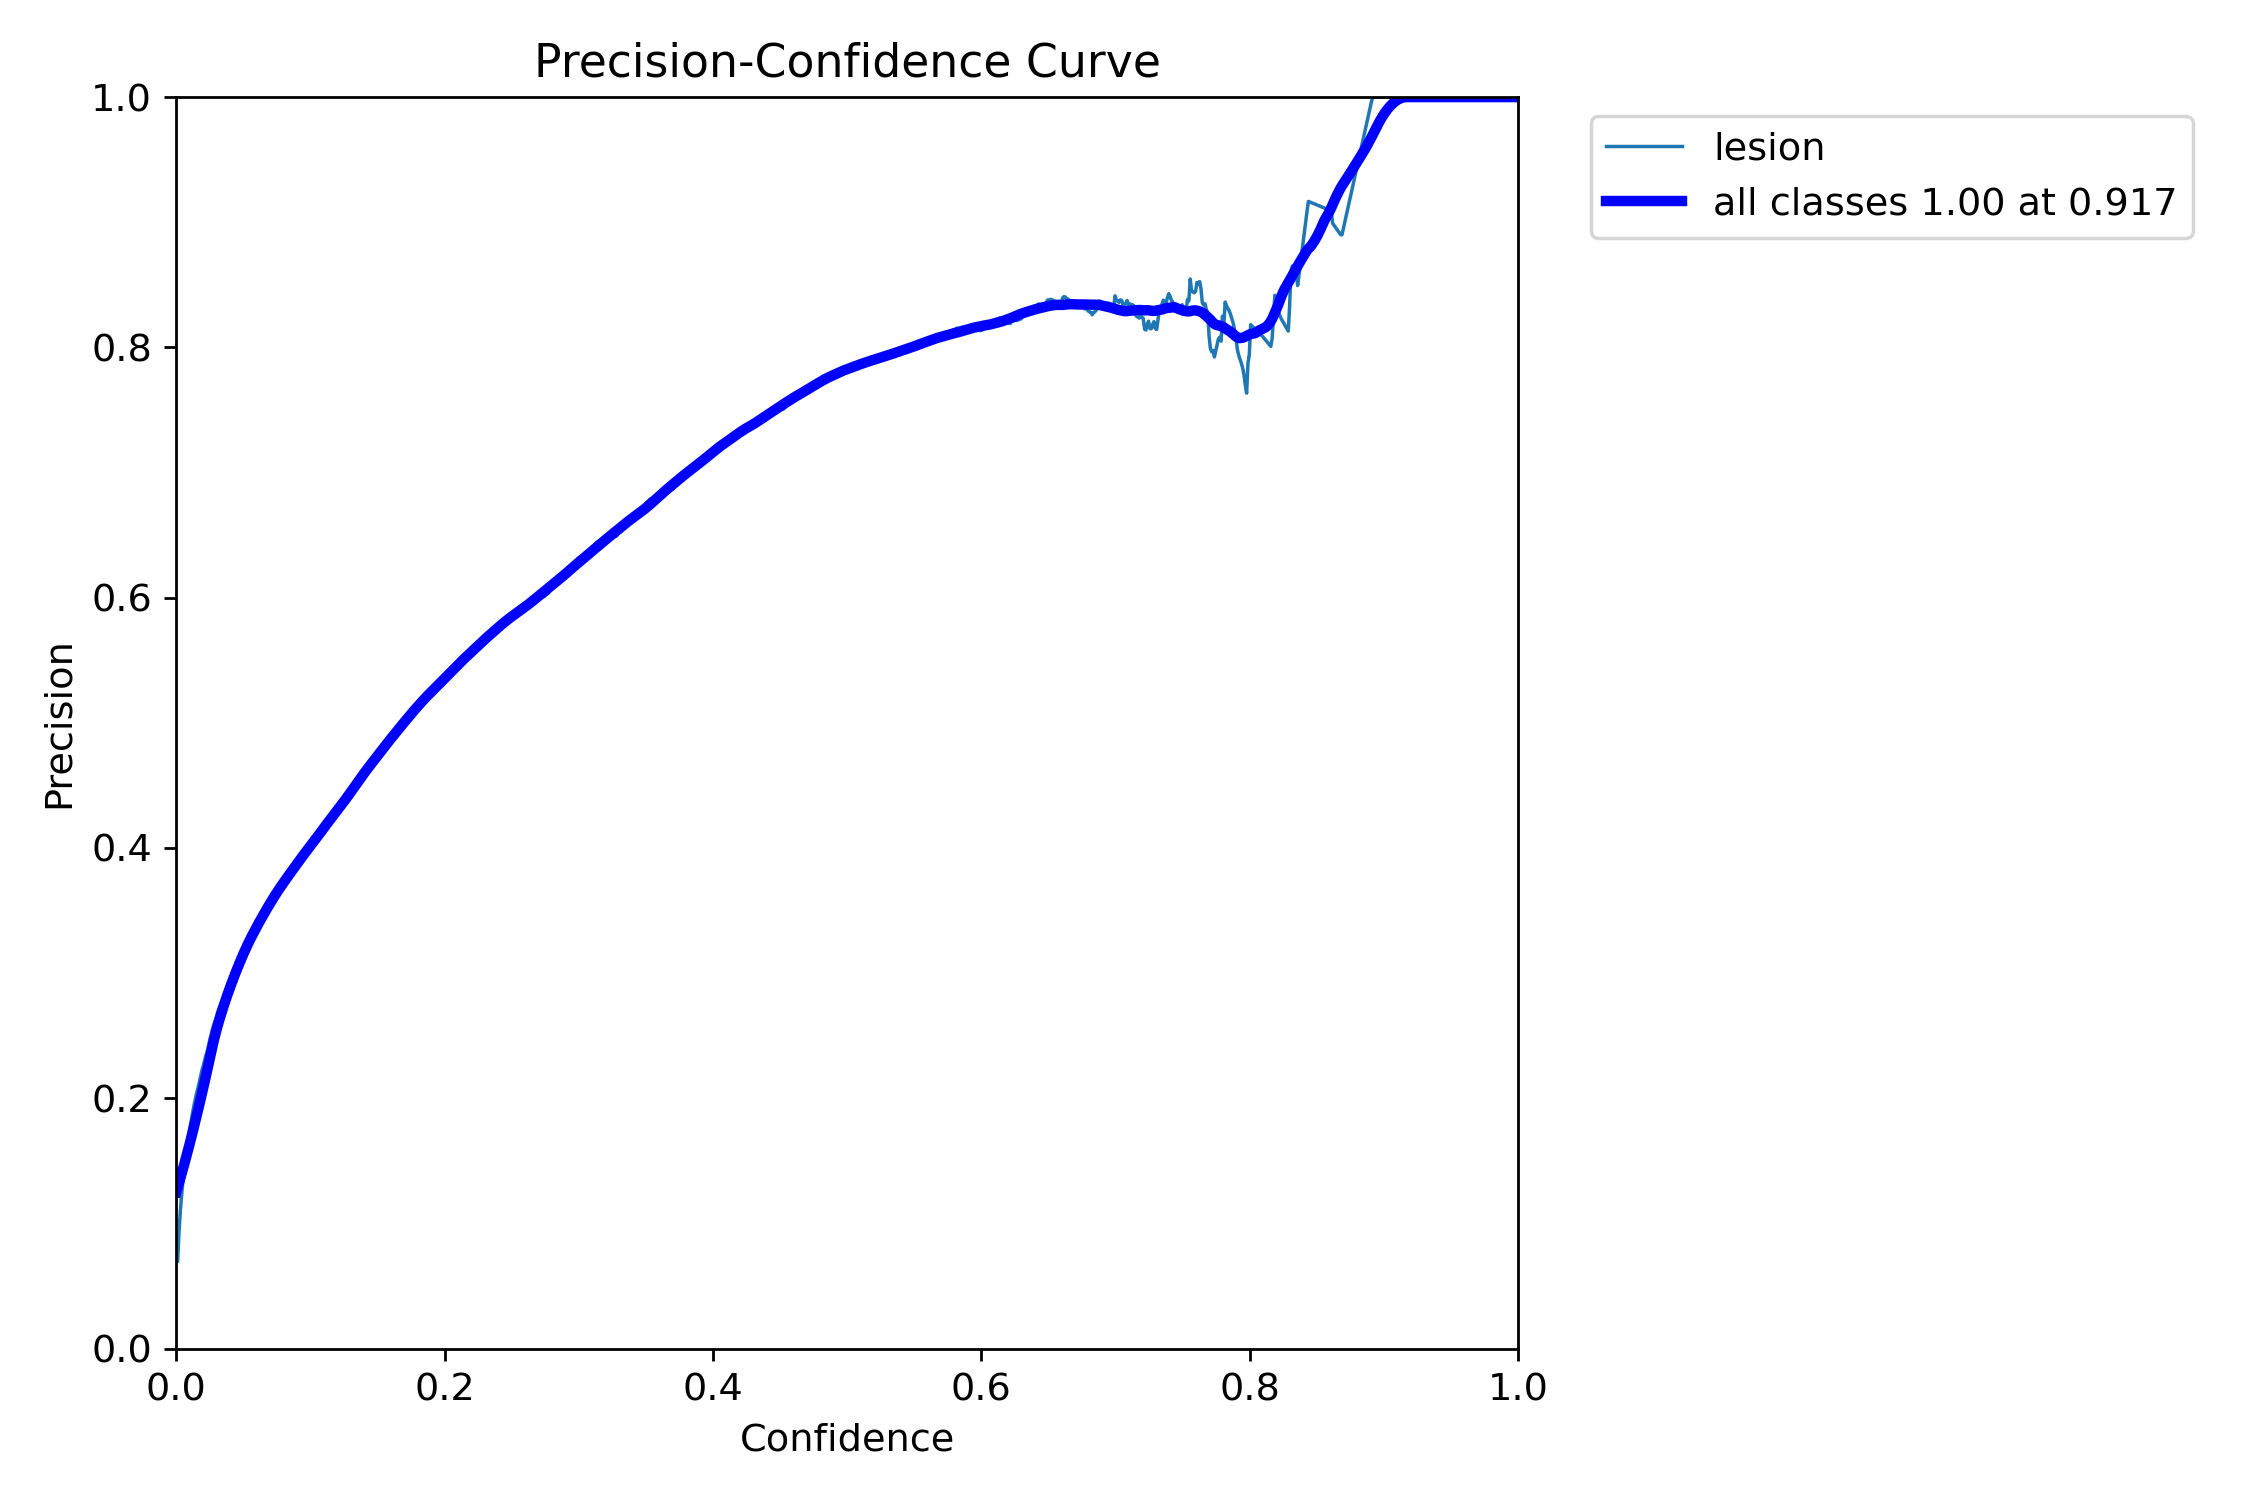 Precision-Confidence Curve
1.0
0.8
0.6
0.4
0.2
0.0
Precision
0.0 0.2 0.4 0.6 0.8 1.0
Confidence
lesion
all classes 1.00 at 0.917